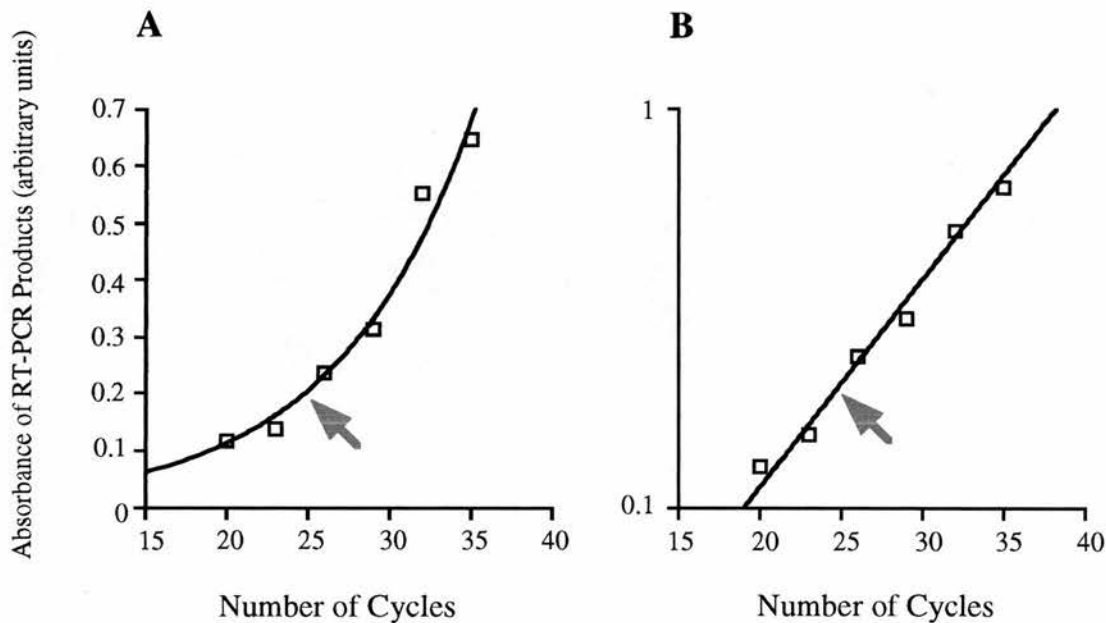 A
B
Absorbance of RT-PCR Products (arbitrary units)
0.7
0.6
0.5
0.4
0.3
0.2
0.1
0
15 20 25 30 35 40
Number of Cycles
1
0.1
15 20 25 30 35 40
Number of Cycles